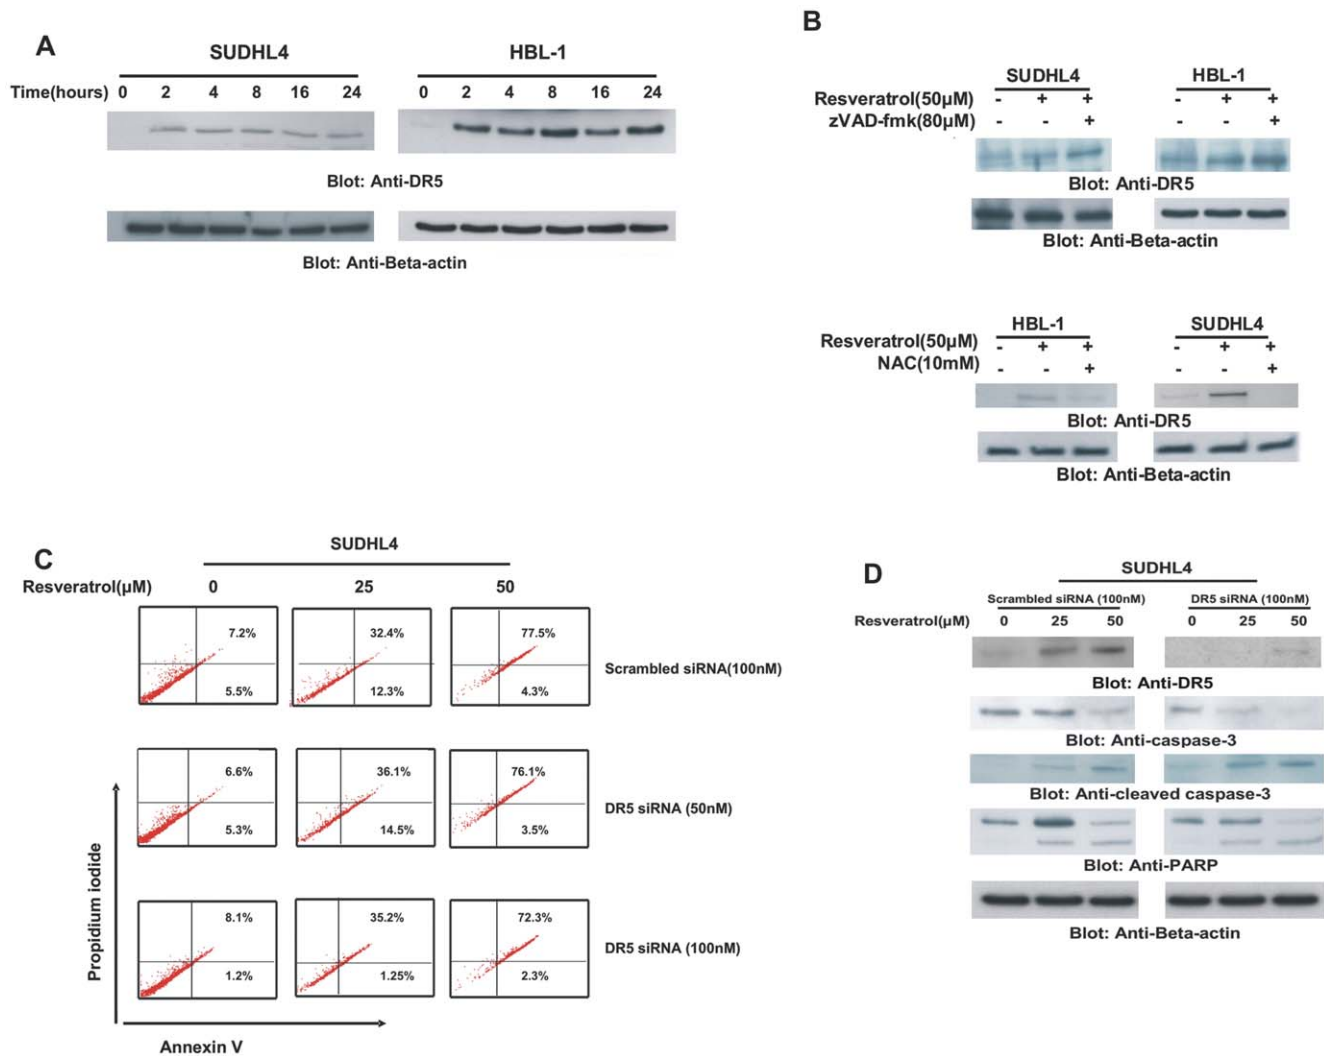 A
SUDHL4 HBL-1
Time(hours) 0 2 4 8 16 24 0 2 4 8 16 24
Blot: Anti-DR5
Blot: Anti-Beta-actin
B
SUDHL4 HBL-1
Resveratrol(50µM) - + + - + +
zVAD-fmk(80µM) - - + - - +
Blot: Anti-DR5
Blot: Anti-Beta-actin
HBL-1 SUDHL4
Resveratrol(50µM) - + + - + +
NAC(10mM) - - + - - +
Blot: Anti-DR5
Blot: Anti-Beta-actin
C
SUDHL4
Resveratrol(µM) 0 25 50
7.2% 32.4% 77.5%
Scrambled siRNA(100nM)
5.5% 12.3% 4.3%
6.6% 36.1% 76.1%
DR5 siRNA (50nM)
5.3% 14.5% 3.5%
8.1% 35.2% 72.3%
DR5 siRNA (100nM)
1.2% 1.25% 2.3%
Propidium iodide
Annexin V
D
SUDHL4
Scrambled siRNA (100nM) DR5 siRNA (100nM)
Resveratrol(µM) 0 25 50 0 25 50
Blot: Anti-DR5
Blot: Anti-caspase-3
Blot: Anti-cleaved caspase-3
Blot: Anti-PARP
Blot: Anti-Beta-actin